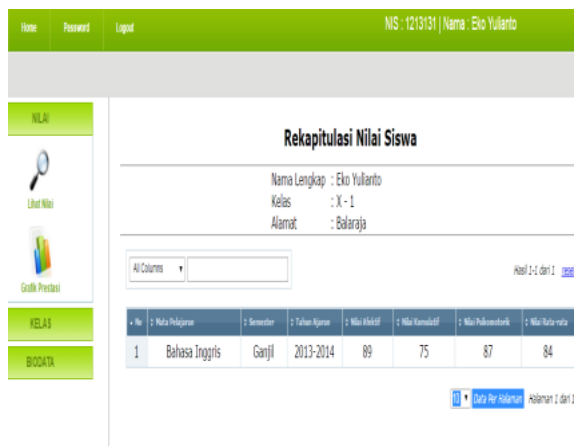 Home Password Logout NIS : 1213131 | Nama : Eko Yulianto
NILAI
Lihat Nilai
Grafik Prestasi
KELAS
BIODATA
Rekapitulasi Nilai Siswa
Nama Lengkap : Eko Yulianto
Kelas : X - 1
Alamat : Balaraja
All Columns Hasil 1-1 dari 1 reset
No Mata Pelajaran Semester Tahun Ajaran Nilai Afektif Nilai Komulatif Nilai Psikomotorik Nilai Rata-rata
1 Bahasa Inggris Ganjil 2013-2014 89 75 87 84
10 Data Per Halaman Halaman 1 dari 1